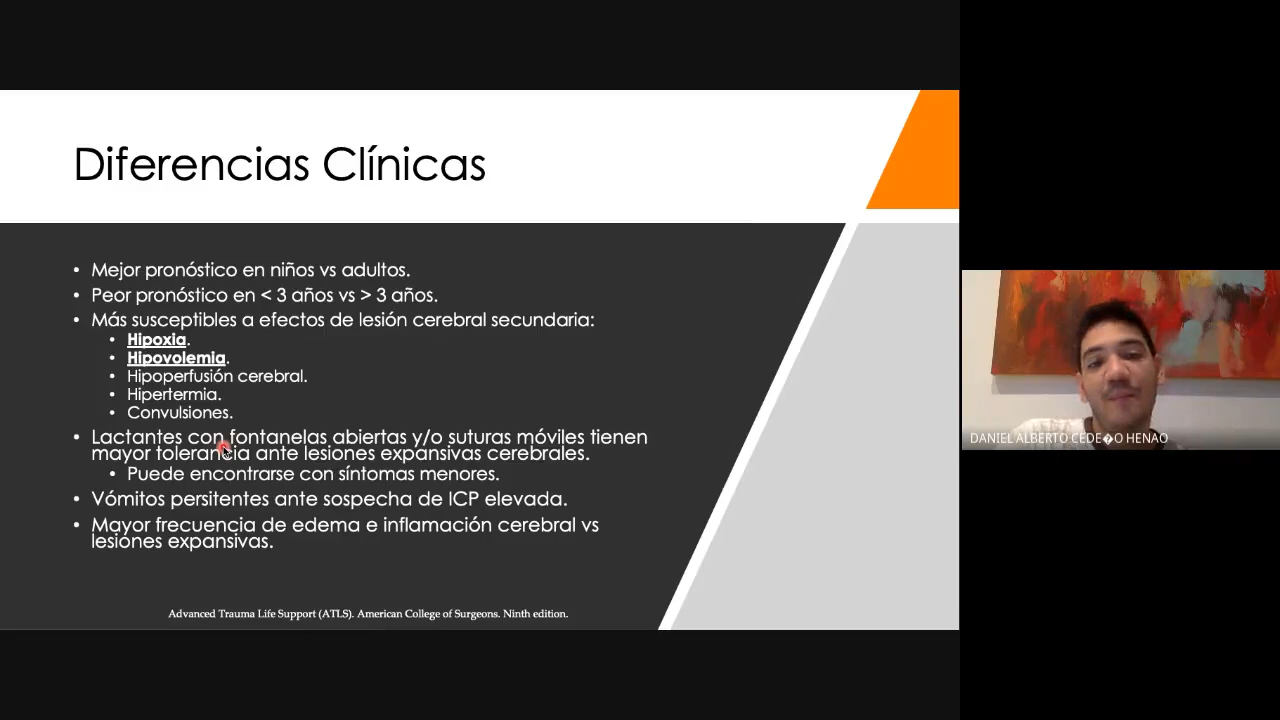 Diferencias Clínicas
• Mejor pronóstico en niños vs adultos.
• Peor pronóstico en < 3 años vs > 3 años.
• Más susceptibles a efectos de lesión cerebral secundaria:
• Hipoxia.
• Hipovolemia.
• Hipoperfusión cerebral.
• Hipertermia.
• Convulsiones.
• Lactantes con fontanelas abiertas y/o suturas móviles tienen
mayor tolerancia ante lesiones expansivas cerebrales.
• Puede encontrarse con síntomas menores.
• Vómitos persitentes ante sospecha de ICP elevada.
• Mayor frecuencia de edema e inflamación cerebral vs
lesiones expansivas.
Advanced Trauma Life Support (ATLS). American College of Surgeons. Ninth edition.
DANIEL ALBERTO CEDE�O HENAO